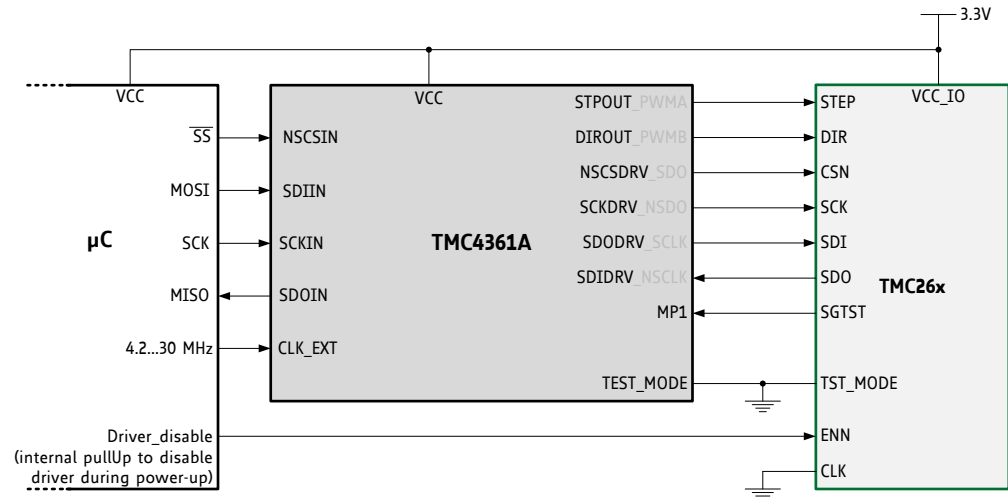 3.3V
VCC
VCC
VCC_IO
SS
NSCSIN
STPOUT_PWMA
STEP
DIROUT_PWMB
DIR
MOSI
SDIIN
NSCSDRV_SDO
CSN
SCKDRV_NSDO
SCK
µC
SCK
SCKIN
TMC4361A
SDODRV_SCLK
SDI
SDIDRV_NSCLK
SDO
TMC26x
MISO
SDOIN
MP1
SGTST
4.2...30 MHz
CLK_EXT
TEST_MODE
TST_MODE
Driver_disable
(internal pullUp to disable
driver during power-up)
ENN
CLK